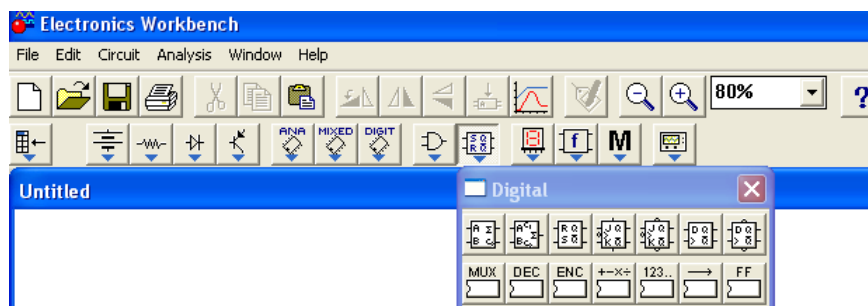 Electronics Workbench
File Edit Circuit Analysis Window Help
80% ?
ANA MIXED DIGIT f M
Untitled
Digital
MUX DEC ENC +-×÷ 123.. FF